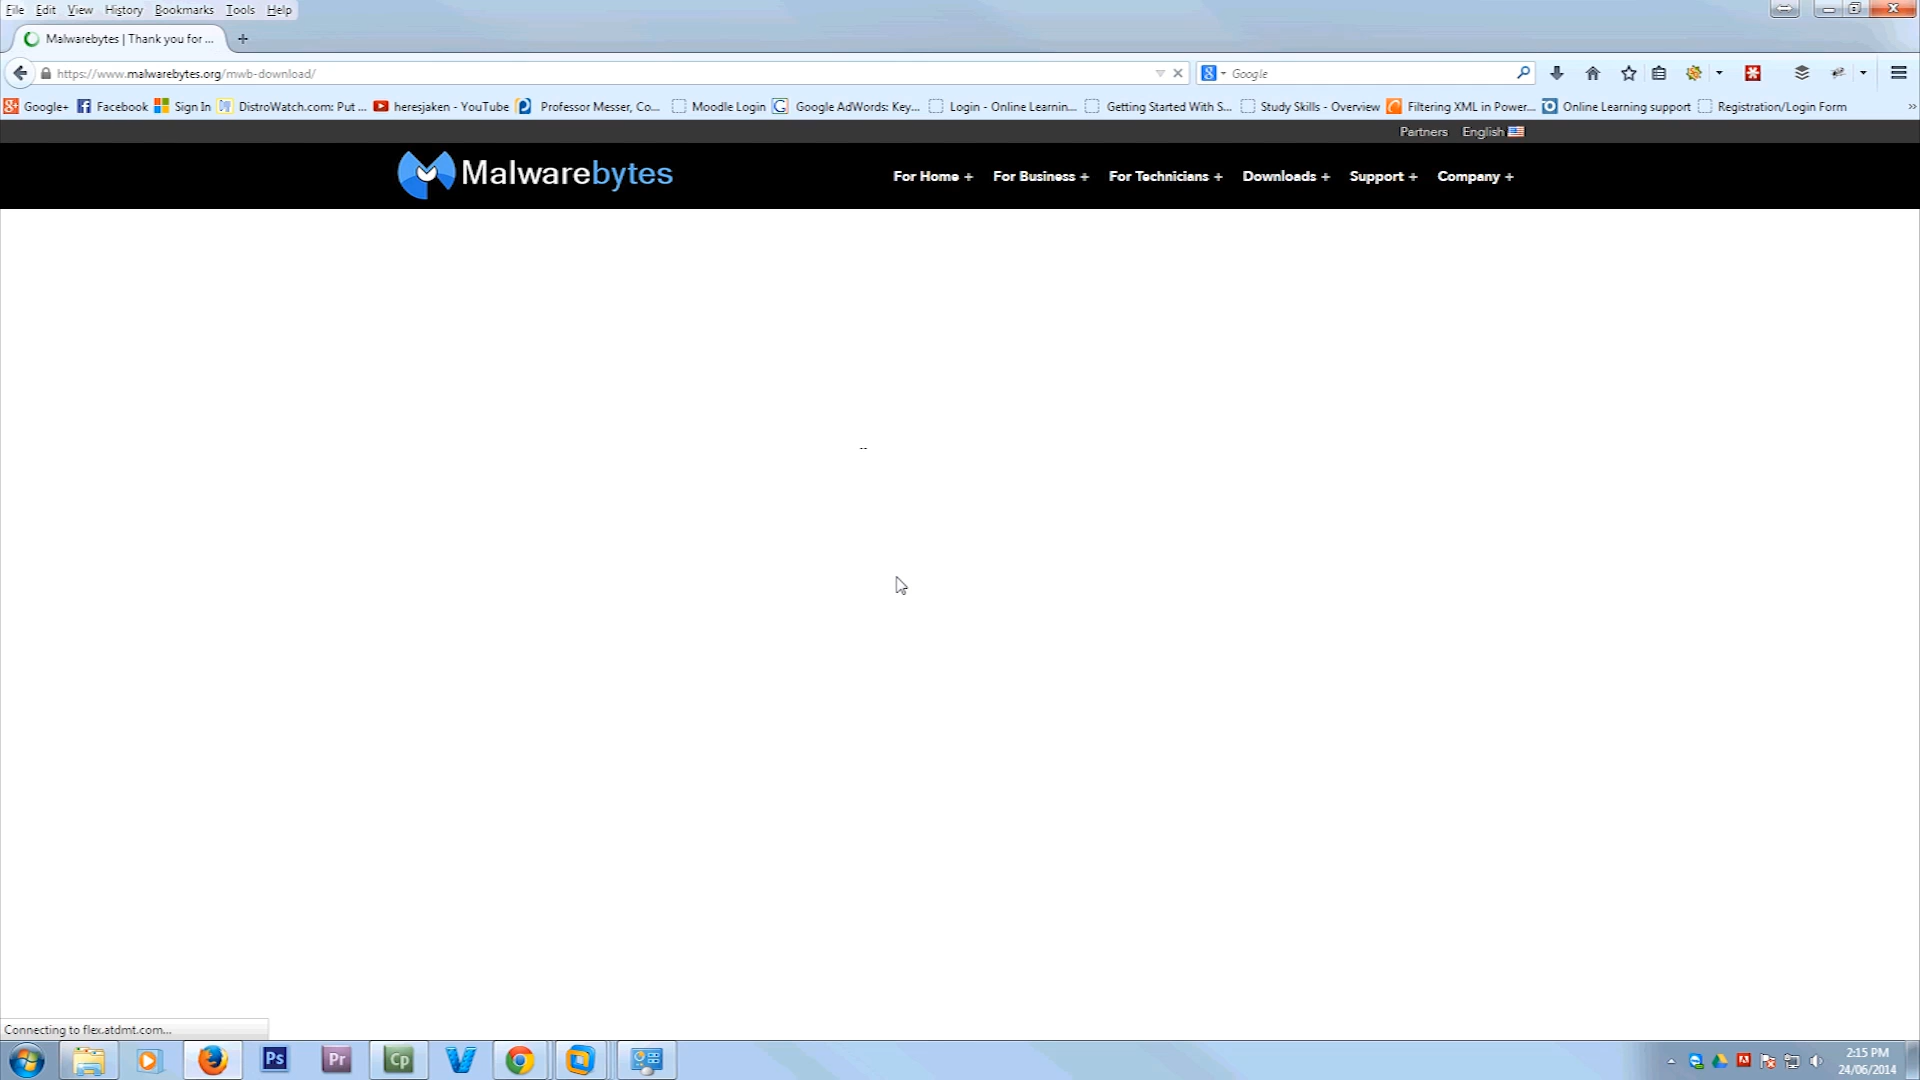 File Edit View History Bookmarks Tools Help
Malwarebytes | Thank you for ... +
https://www.malwarebytes.org/mwb-download/ Google
Google+ Facebook Sign In DistroWatch.com: Put ... heresjaken - YouTube Professor Messer, Co... Moodle Login Google AdWords: Key... Login - Online Learnin... Getting Started With S... Study Skills - Overview Filtering XML in Power... Online Learning support Registration/Login Form »
Partners English
Malwarebytes For Home + For Business + For Technicians + Downloads + Support + Company +
--
Connecting to flex.atdmt.com...
Ps Pr Cp 2:15 PM
24/06/2014